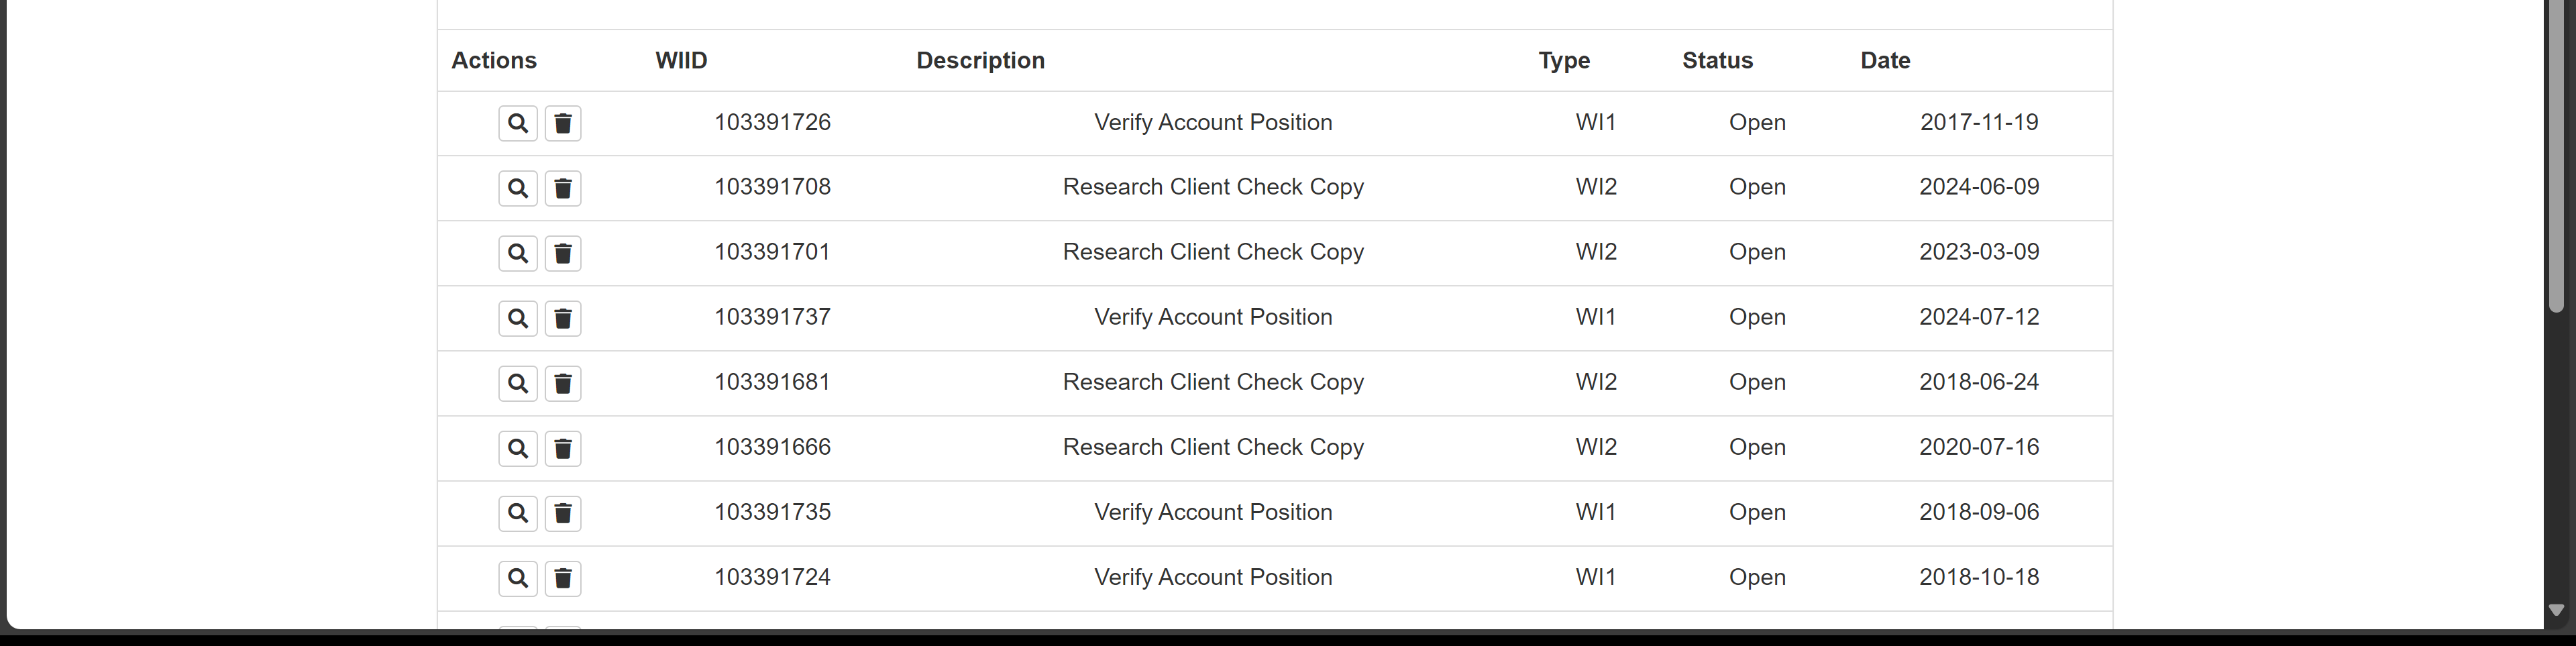 Actions WIID Description Type Status Date
103391726 Verify Account Position WI1 Open 2017-11-19
103391708 Research Client Check Copy WI2 Open 2024-06-09
103391701 Research Client Check Copy WI2 Open 2023-03-09
103391737 Verify Account Position WI1 Open 2024-07-12
103391681 Research Client Check Copy WI2 Open 2018-06-24
103391666 Research Client Check Copy WI2 Open 2020-07-16
103391735 Verify Account Position WI1 Open 2018-09-06
103391724 Verify Account Position WI1 Open 2018-10-18